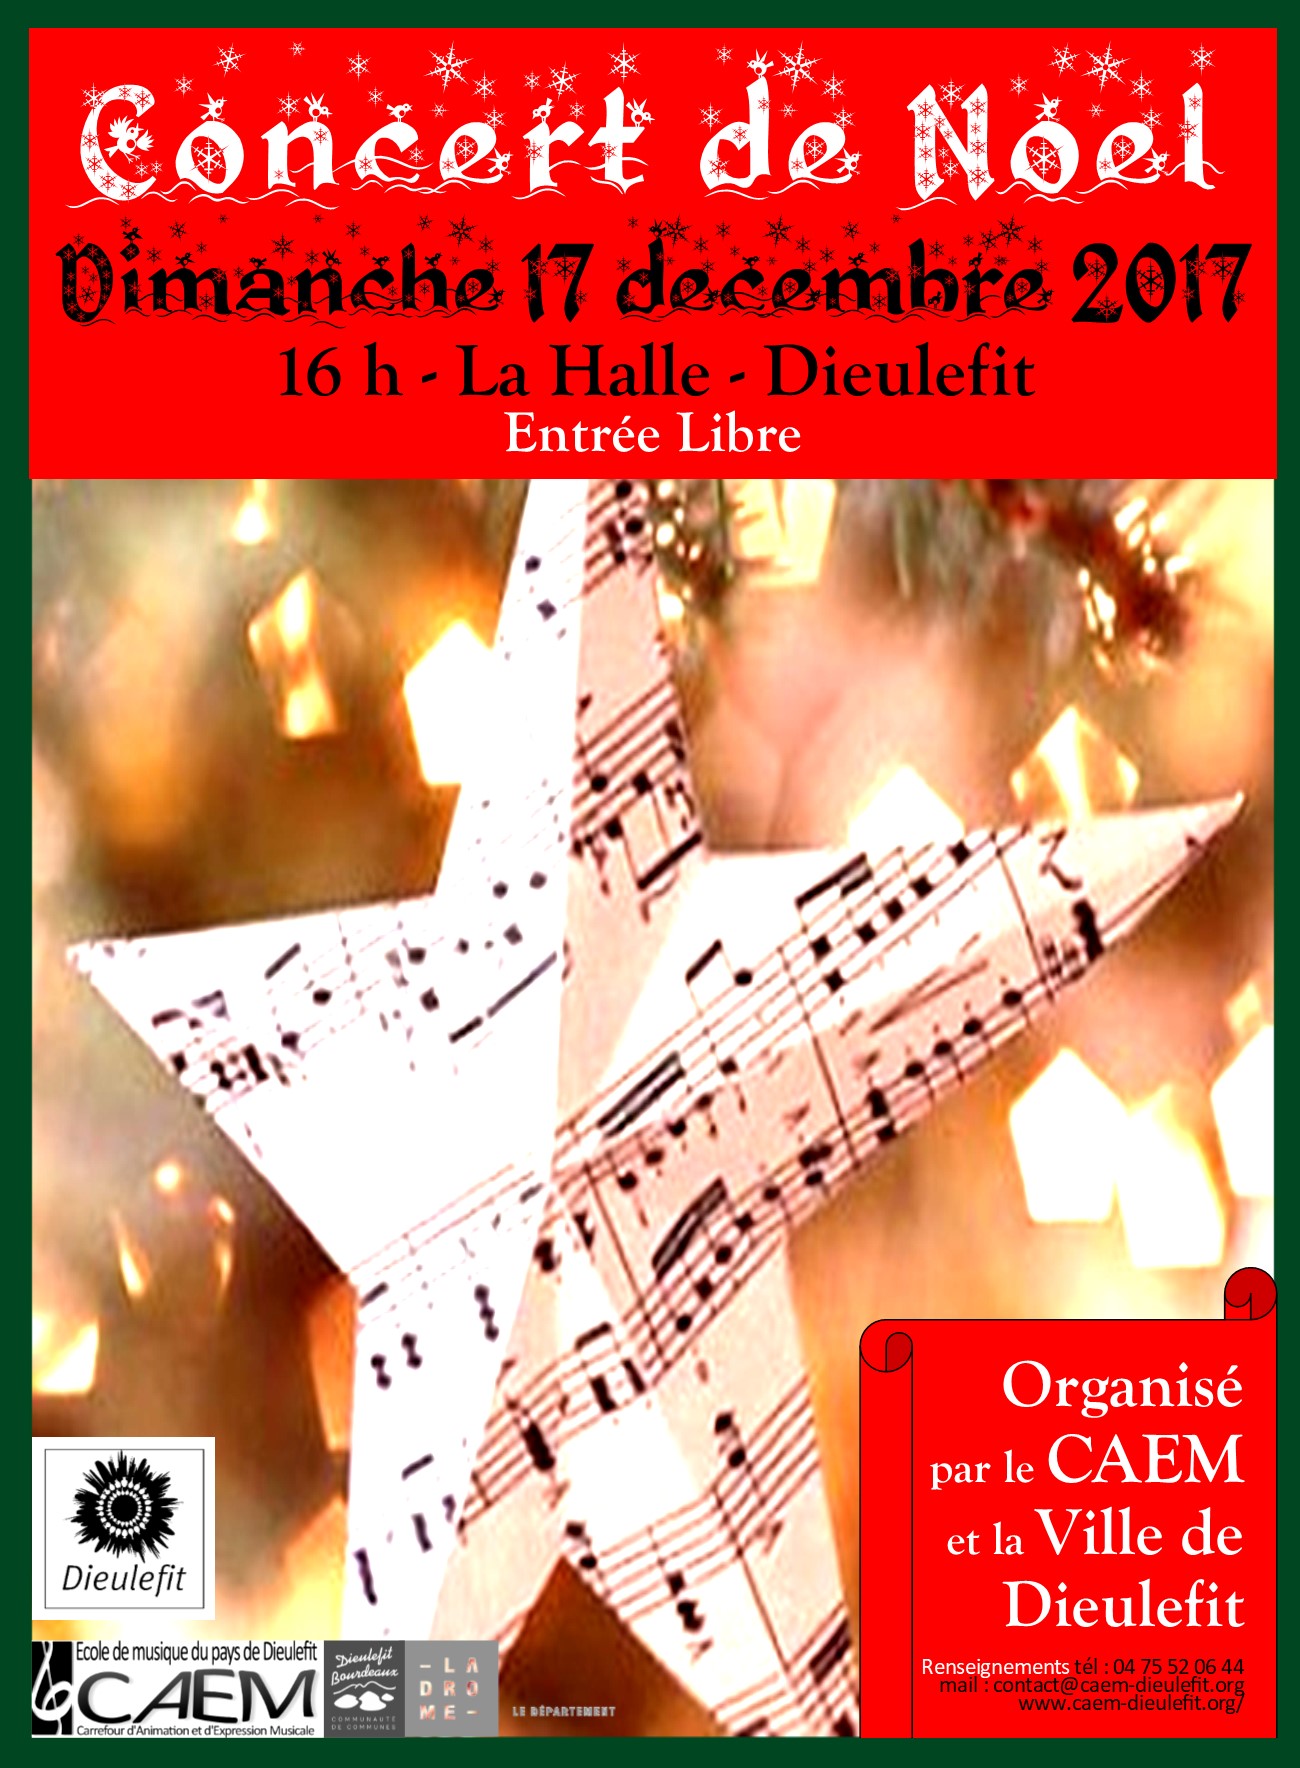 Concert de Noel
Dimanche 17 decembre 2017
16 h - La Halle - Dieulefit
Entrée Libre
Organisé
par le CAEM
et la Ville de
Dieulefit
Renseignements tél : 04 75 52 06 44
mail : contact@caem-dieulefit.org
www.caem-dieulefit.org/
Dieulefit
Ecole de musique du pays de Dieulefit
CAEM
Carrefour d'Animation et d'Expression Musicale
Dieulefit
Bourdeaux
COMMUNAUTÉ
DE COMMUNES
– L A
D R O
M E –
LE DÉPARTEMENT